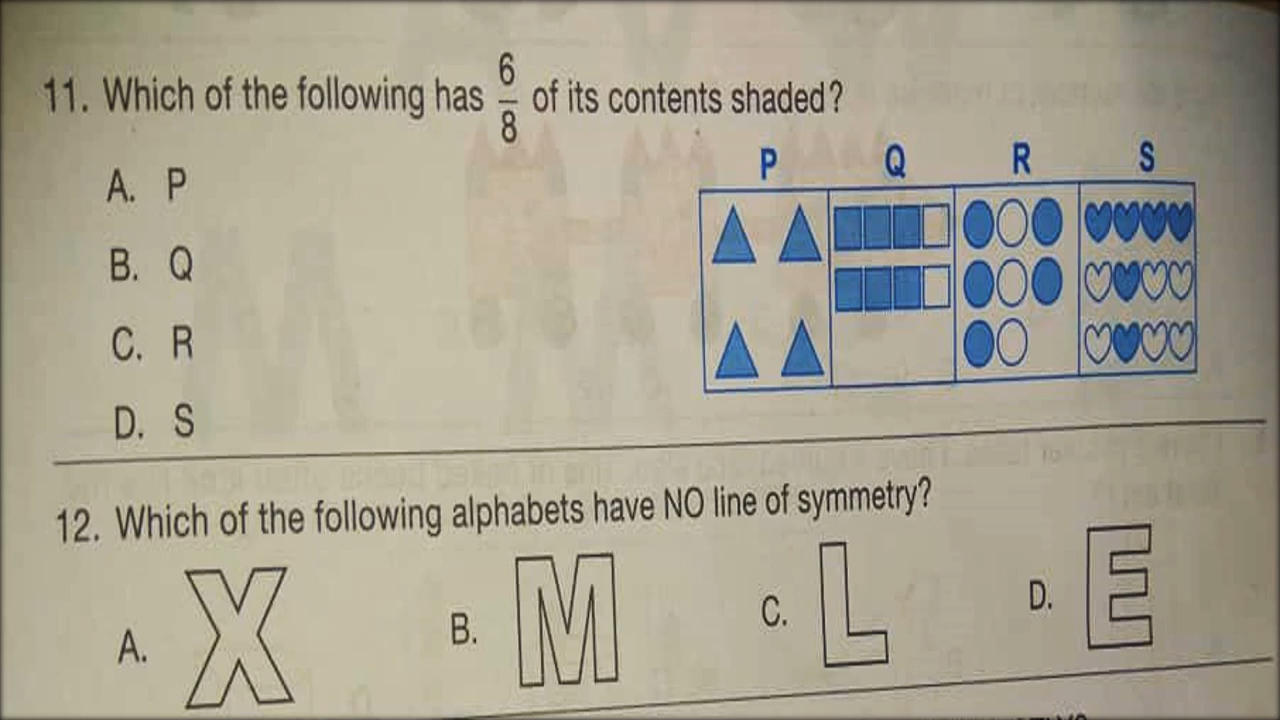 11. Which of the following has 6/8 of its contents shaded?
A. P
B. Q
C. R
D. S
P Q R S
12. Which of the following alphabets have NO line of symmetry?
A. X B. M C. L D. E